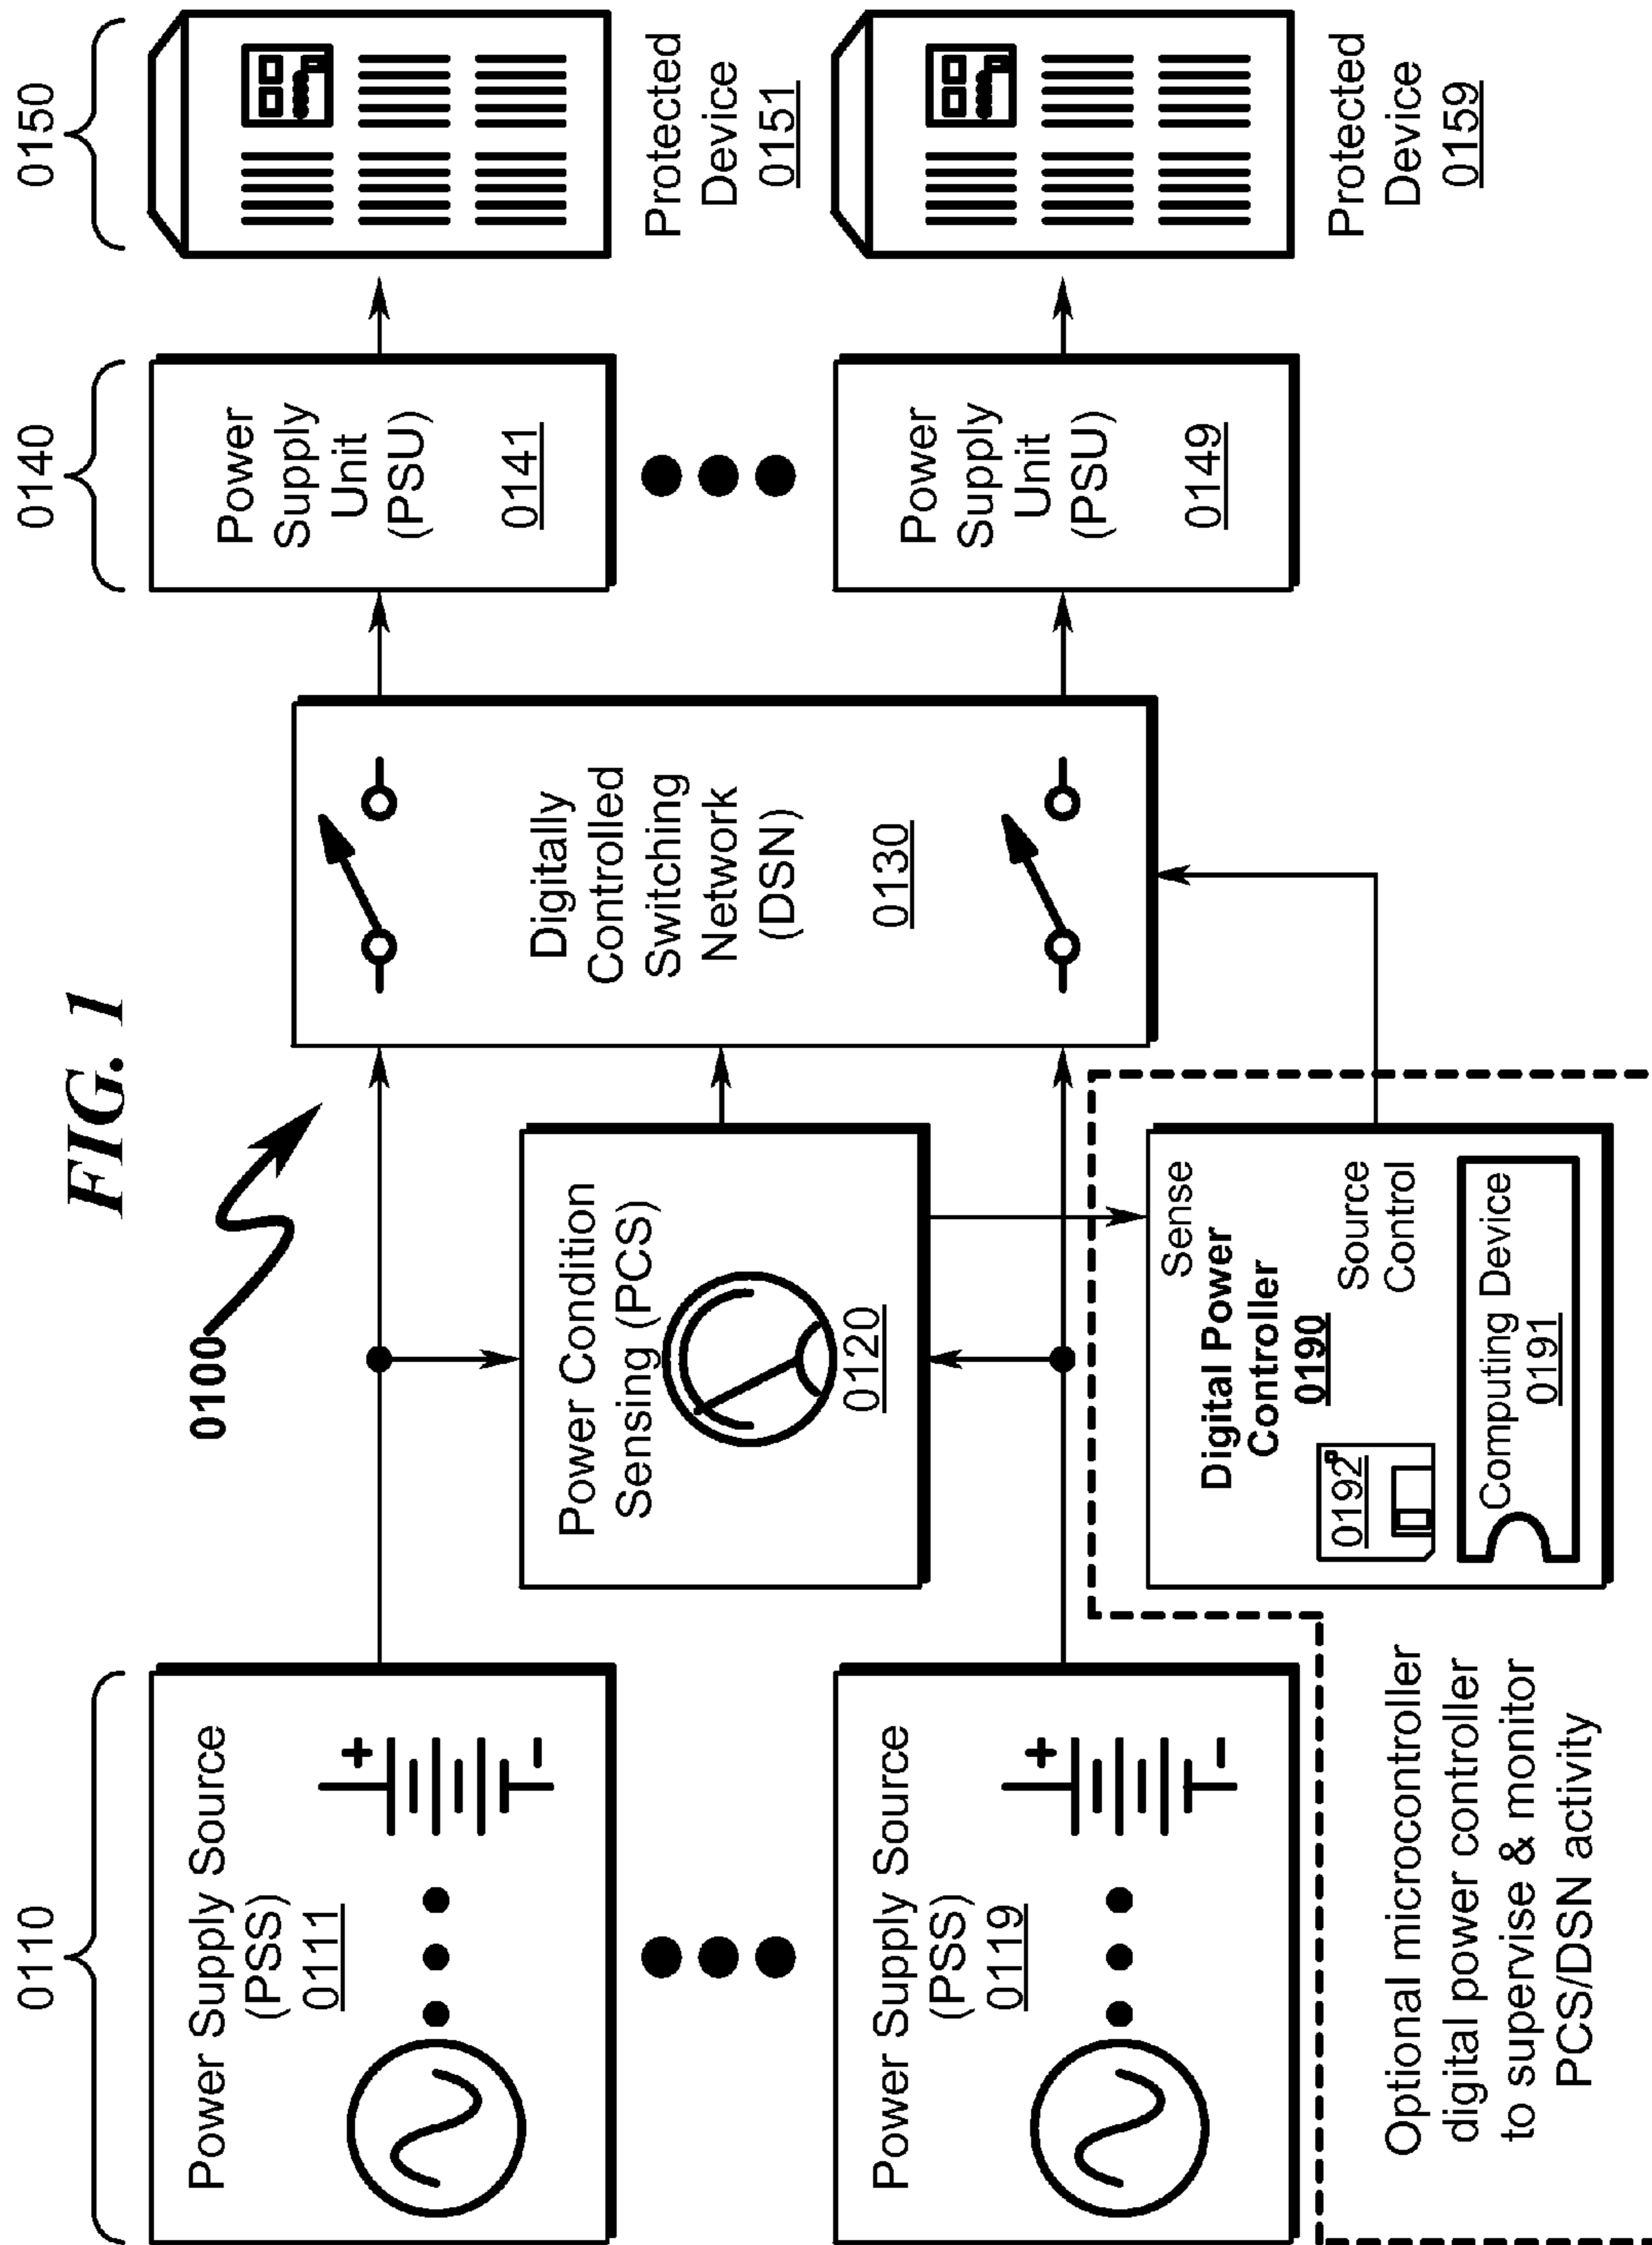 FIG. 1
0100
0110
Power Supply Source
(PSS)
0111
+
-
Power Supply Source
(PSS)
0119
+
-
Power Condition
Sensing (PCS)
0120
Digitally
Controlled
Switching
Network
(DSN)
0130
0140
Power
Supply
Unit
(PSU)
0141
Power
Supply
Unit
(PSU)
0149
0150
Protected
Device
0151
Protected
Device
0159
Sense
Digital Power
Controller
0190
Source
Control
0192
Computing Device
0191
Optional microcontroller
digital power controller
to supervise & monitor
PCS/DSN activity